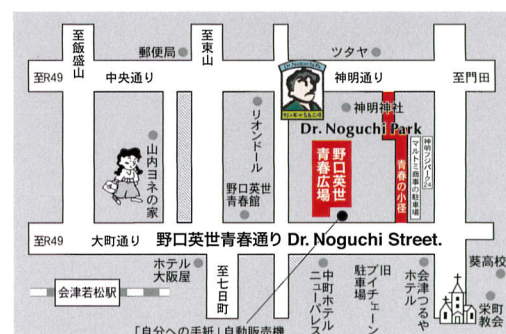 至飯盛山
郵便局
至東山
ツタヤ
Dr.Noguchi Pk.
至R49
中央通り
神明通り
至門田
神明神社
Dr. Noguchi Park
リオンドール
山内ヨネの家
野口英世
青春広場
青春の小径
神明フジパーク24
マルトミ商事の駐車場
野口英世
青春館
至R49
大町通り
野口英世青春通り Dr. Noguchi Street.
葵高校
ホテル
大阪屋
至七日町
中町ホテル
ニューパレス
旧
ブイチェーン
駐車場
会津つるや
ホテル
栄町
教会
会津若松駅
「自分への手紙」自動販売機